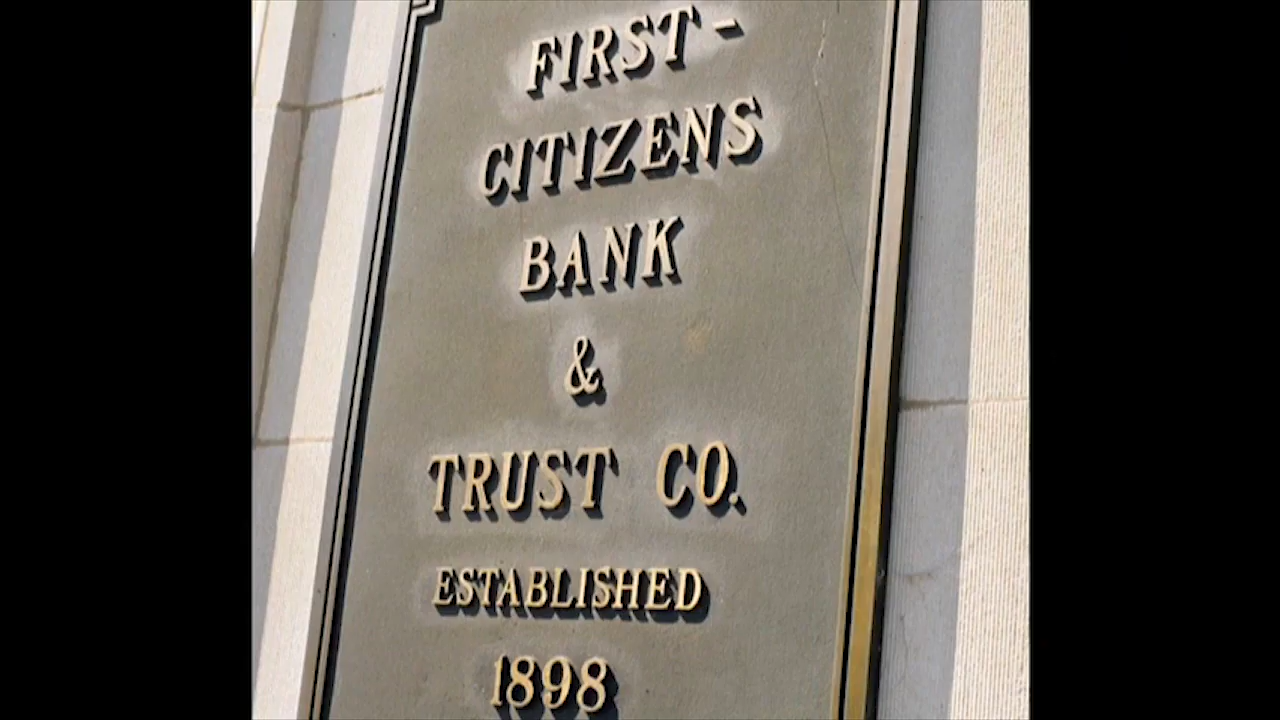 FIRST-
CITIZENS
BANK
&
TRUST CO.
ESTABLISHED
1898